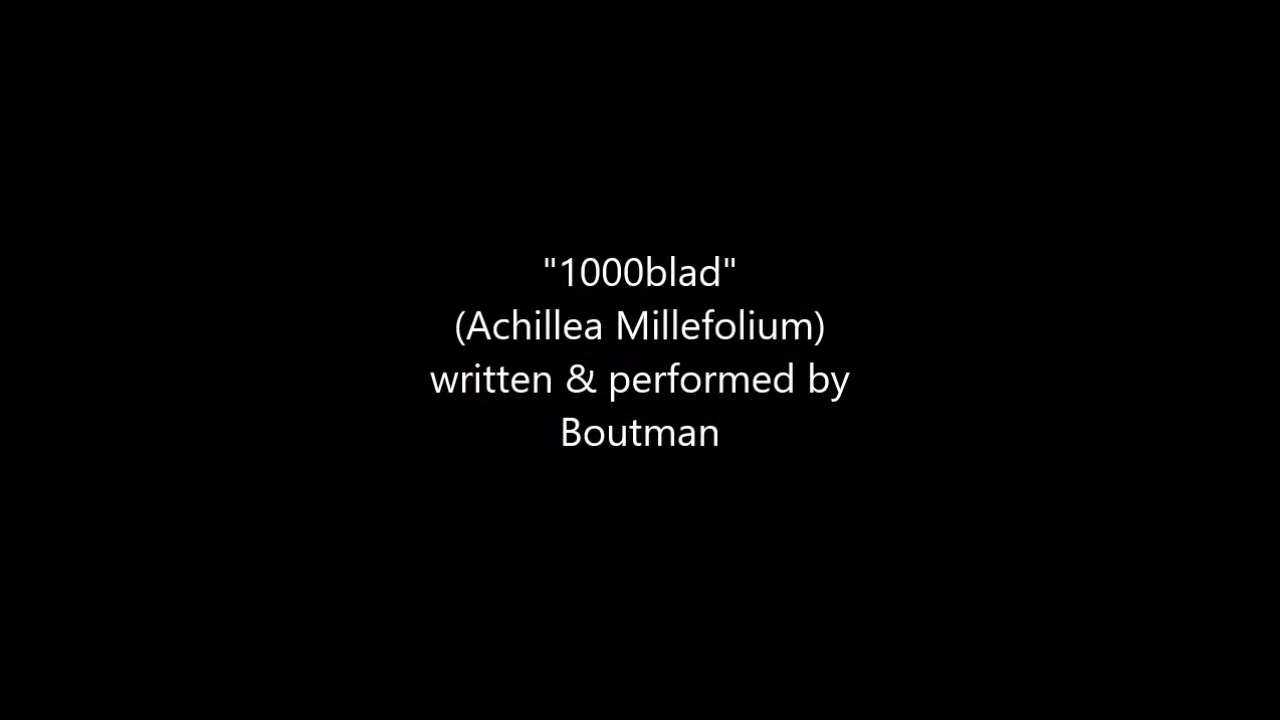 "1000blad"
(Achillea Millefolium)
written & performed by
Boutman